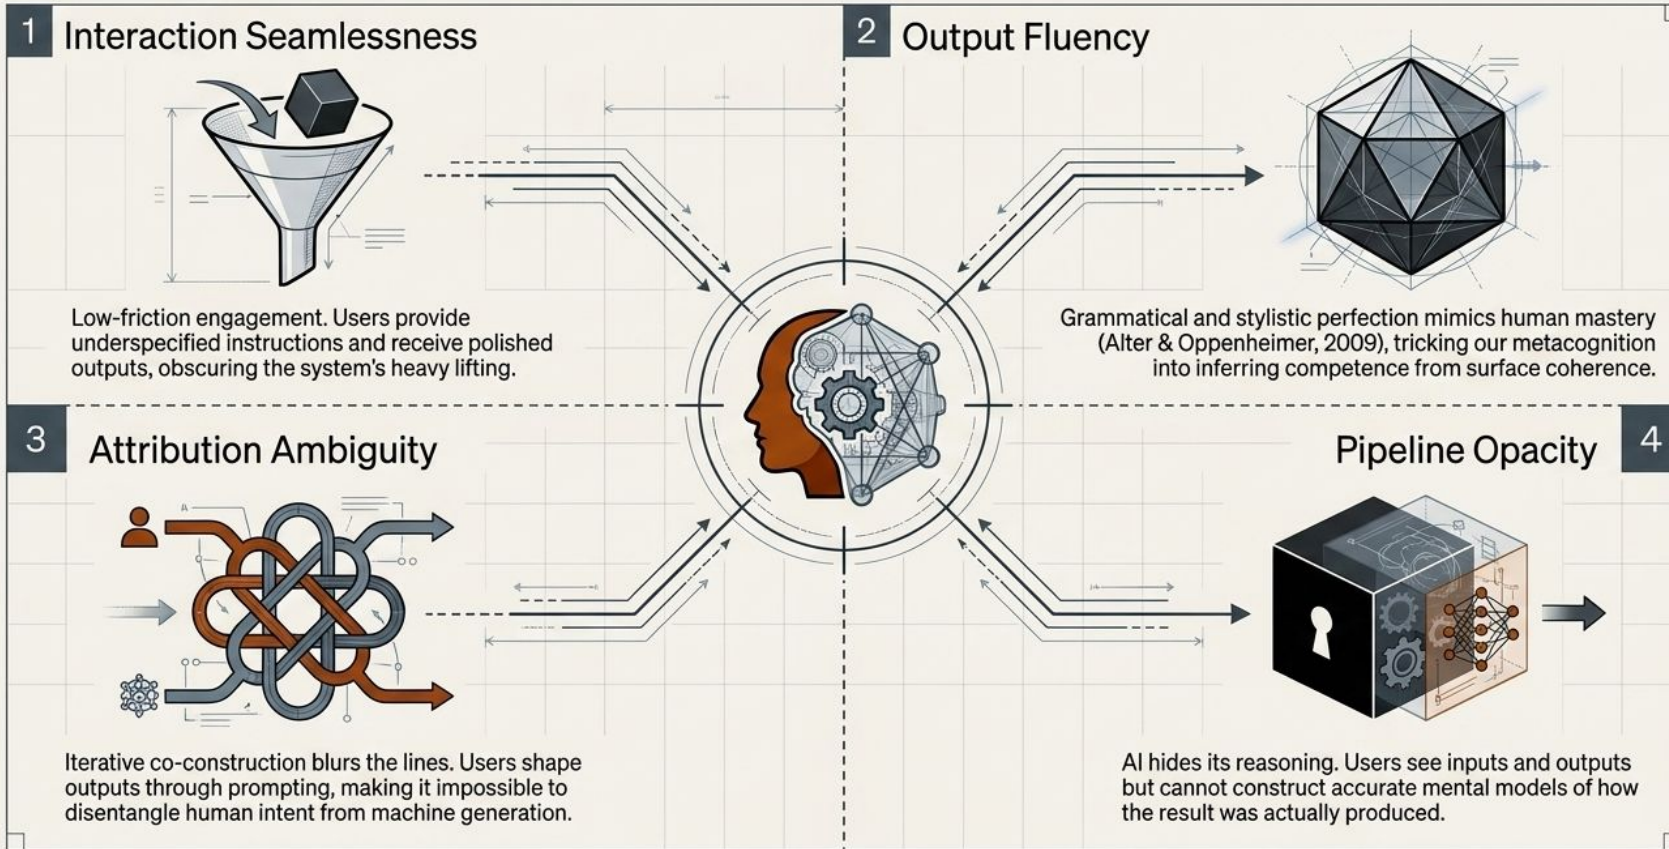 1 Interaction Seamlessness
Low-friction engagement. Users provide
underspecified instructions and receive polished
outputs, obscuring the system's heavy lifting.
2 Output Fluency
Grammatical and stylistic perfection mimics human mastery
(Alter & Oppenheimer, 2009), tricking our metacognition
into inferring competence from surface coherence.
3 Attribution Ambiguity
Iterative co-construction blurs the lines. Users shape
outputs through prompting, making it impossible to
disentangle human intent from machine generation.
Pipeline Opacity 4
AI hides its reasoning. Users see inputs and outputs
but cannot construct accurate mental models of how
the result was actually produced.